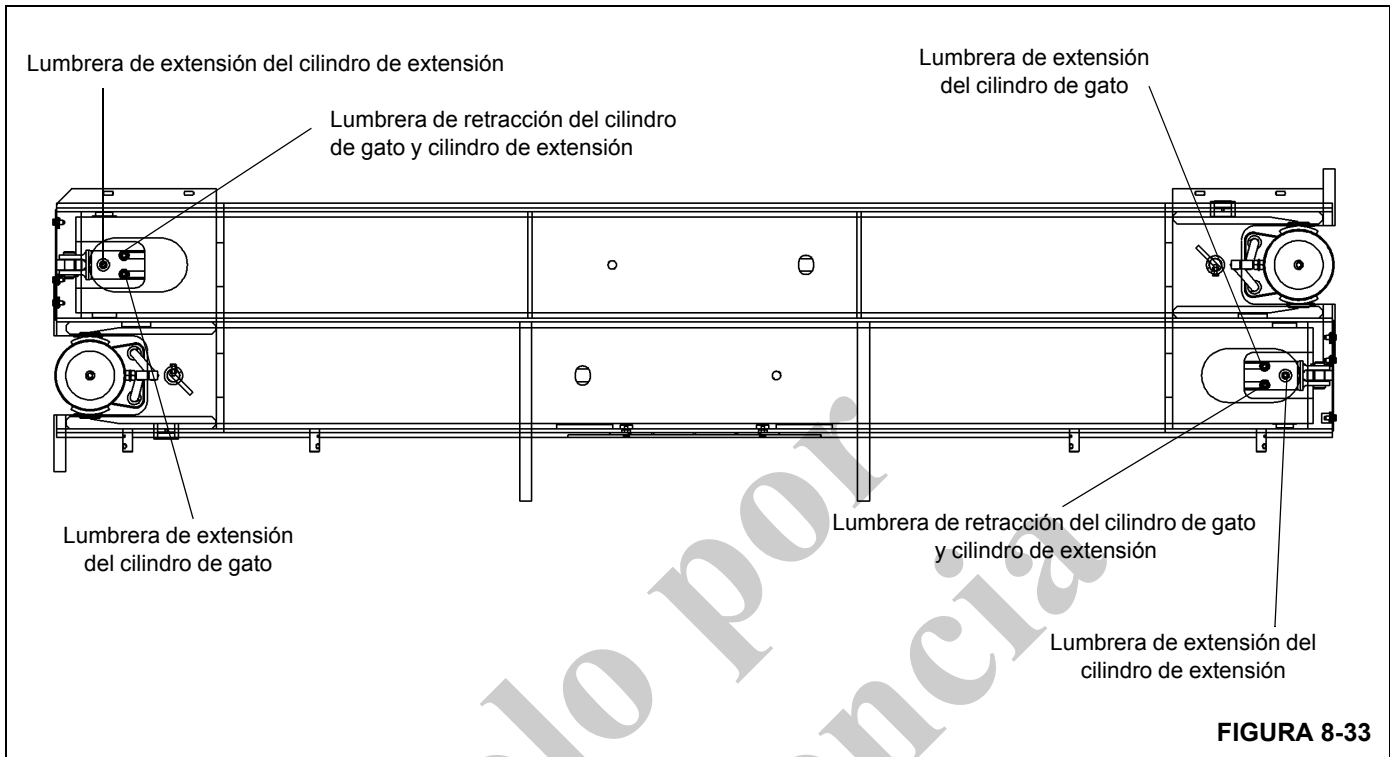 Lumbrera de extensión del cilindro de extensión
Lumbrera de retracción del cilindro
de gato y cilindro de extensión
Lumbrera de extensión
del cilindro de gato
Lumbrera de extensión
del cilindro de gato
Lumbrera de retracción del cilindro de gato
y cilindro de extensión
Lumbrera de extensión del
cilindro de extensión
FIGURA 8-33
por